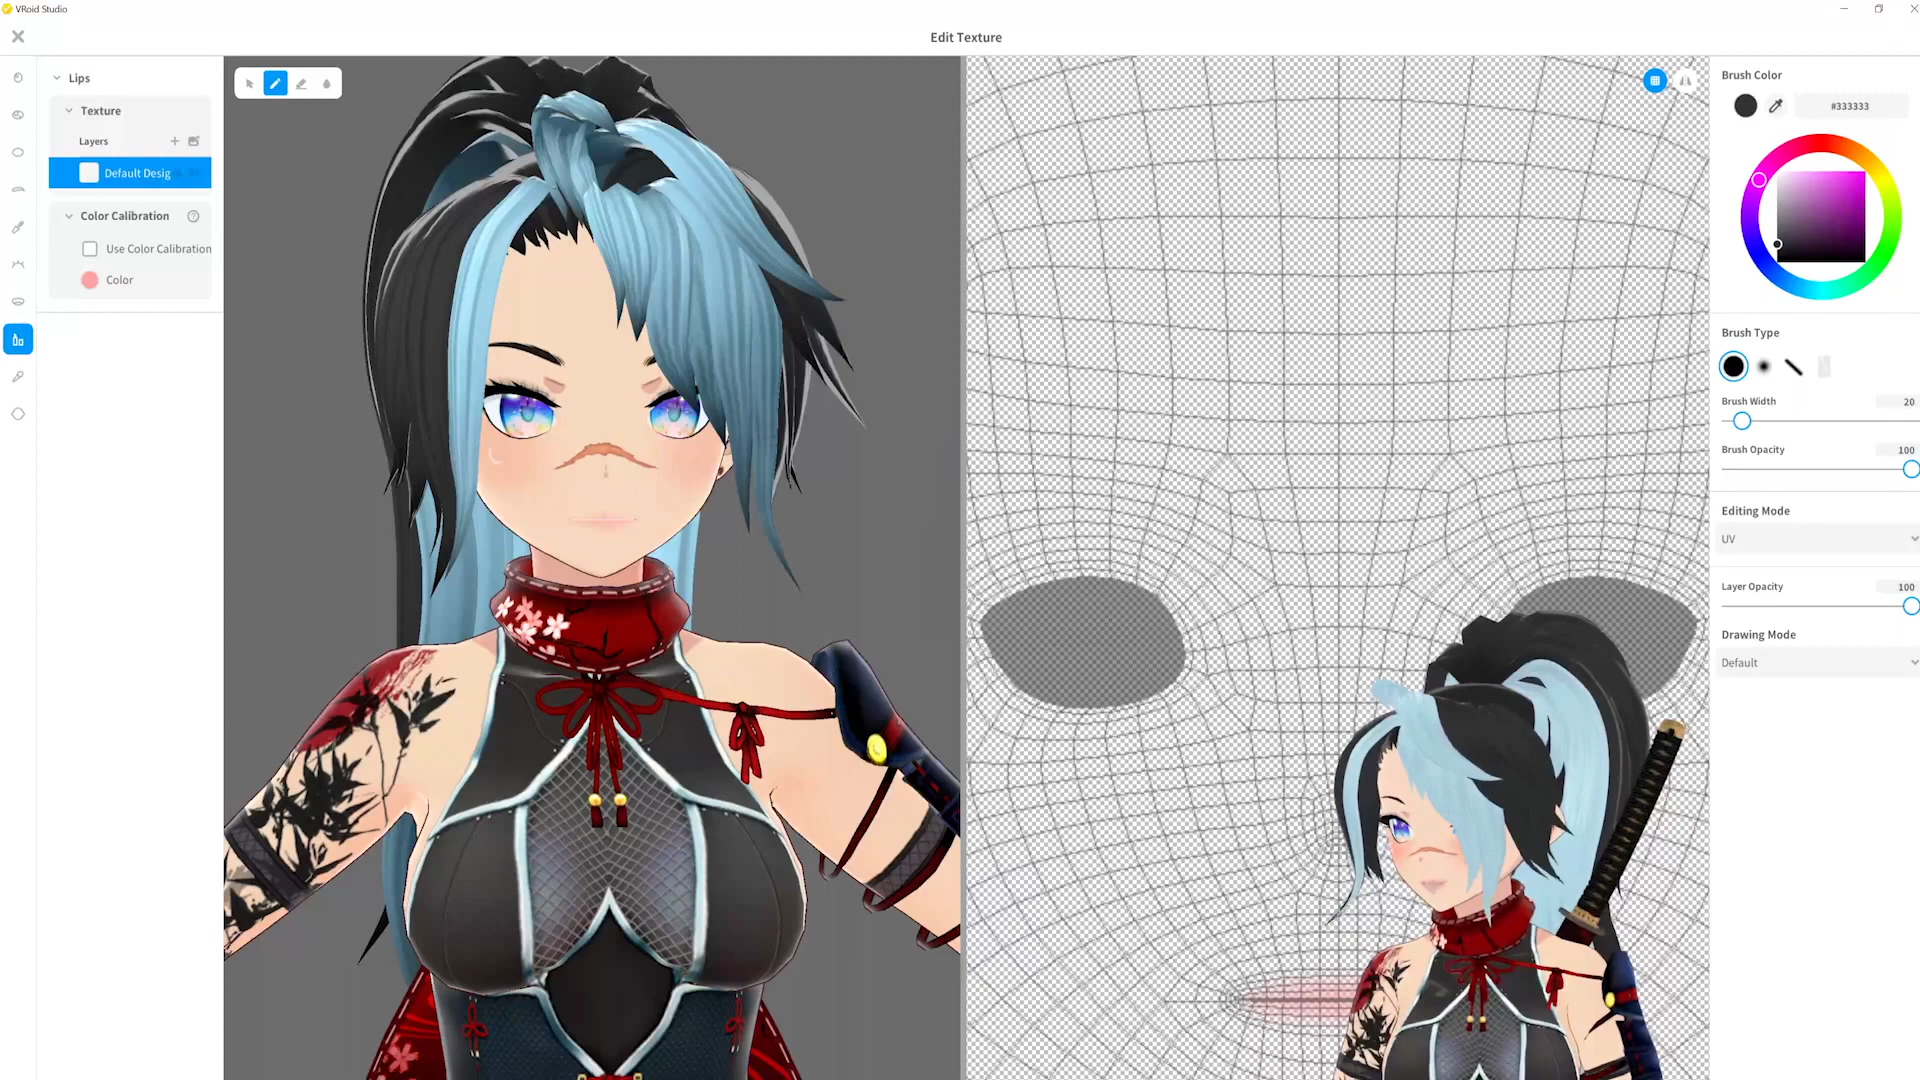 VRoid Studio
Edit Texture
Lips
Texture
Layers
Default Desig
Color Calibration
Use Color Calibration
Color
Brush Color
#333333
Brush Type
Brush Width 20
Brush Opacity 100
Editing Mode
UV
Layer Opacity 100
Drawing Mode
Default